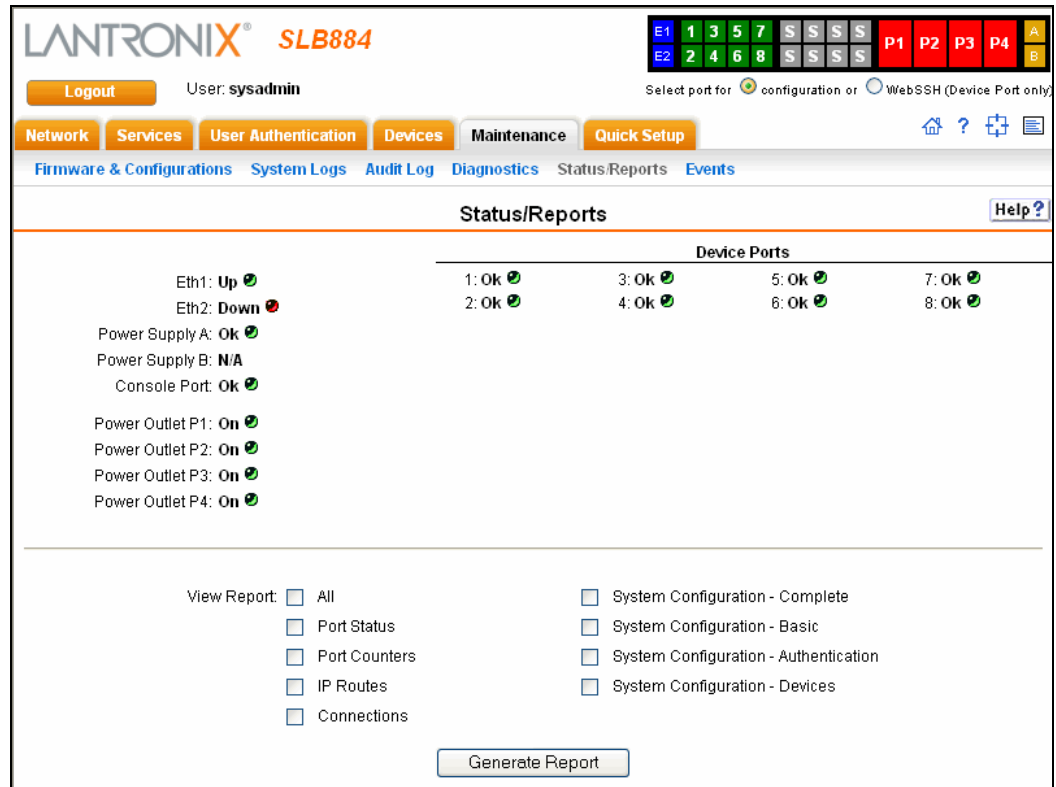 LANTRONIX® SLB884
E1 1 3 5 7 S S S S P1 P2 P3 P4 A
E2 2 4 6 8 S S S S B
Logout User: sysadmin Select port for configuration or WebSSH (Device Port only)
Network Services User Authentication Devices Maintenance Quick Setup ?
Firmware & Configurations System Logs Audit Log Diagnostics Status/Reports Events
Status/Reports Help?
Device Ports
Eth1: Up 1: Ok 3: Ok 5: Ok 7: Ok
Eth2: Down 2: Ok 4: Ok 6: Ok 8: Ok
Power Supply A: Ok
Power Supply B: N/A
Console Port: Ok
Power Outlet P1: On
Power Outlet P2: On
Power Outlet P3: On
Power Outlet P4: On
View Report: All System Configuration - Complete
Port Status System Configuration - Basic
Port Counters System Configuration - Authentication
IP Routes System Configuration - Devices
Connections
Generate Report